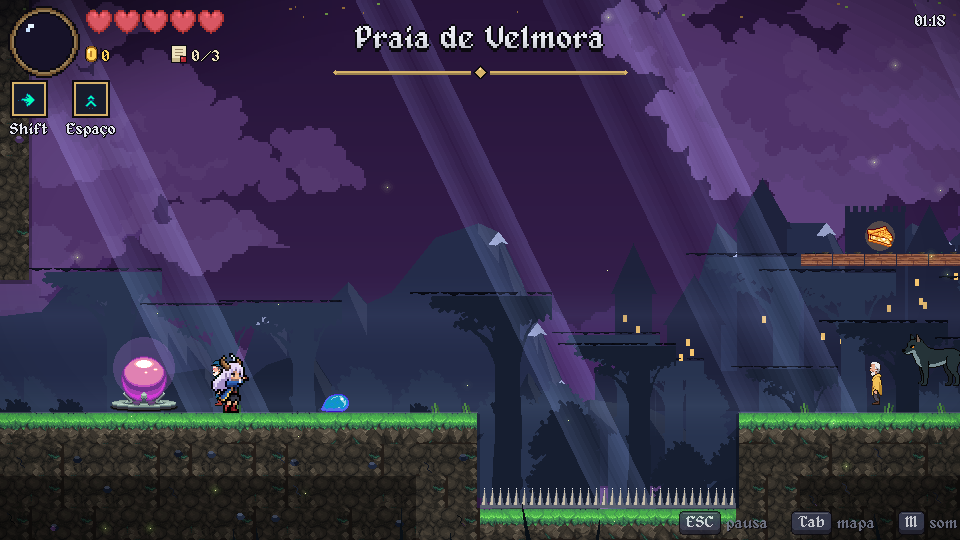 Praia de Velmora
01:18
0
0/3
Shift
Espaço
ESC pausa
Tab mapa
M som